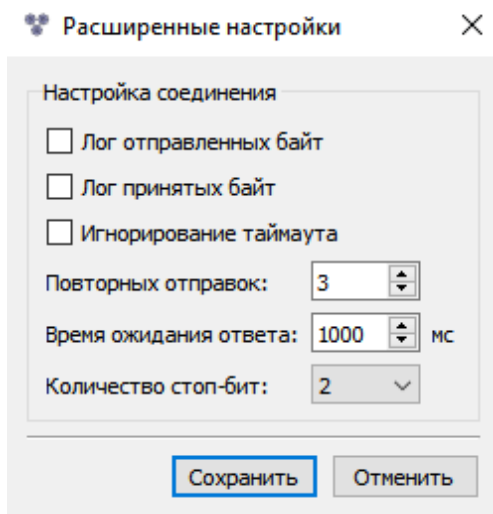 Расширенные настройки
Настройка соединения
Лог отправленных байт
Лог принятых байт
Игнорирование таймаута
Повторных отправок: 3
Время ожидания ответа: 1000 мс
Количество стоп-бит: 2
Сохранить Отменить